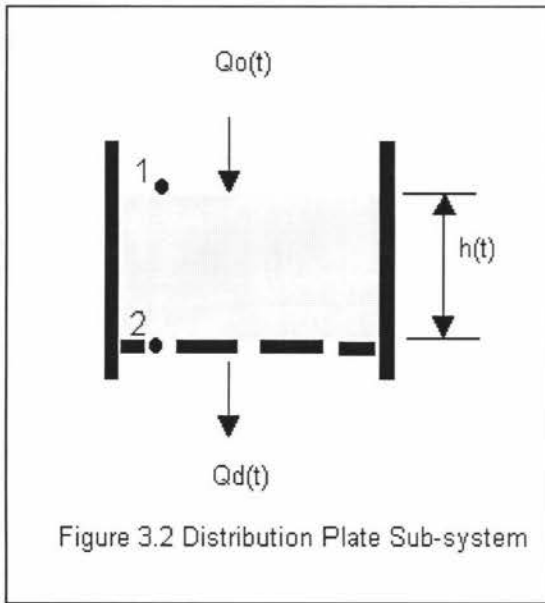 Qo(t)
1
h(t)
2
Qd(t)
Figure 3.2 Distribution Plate Sub-system